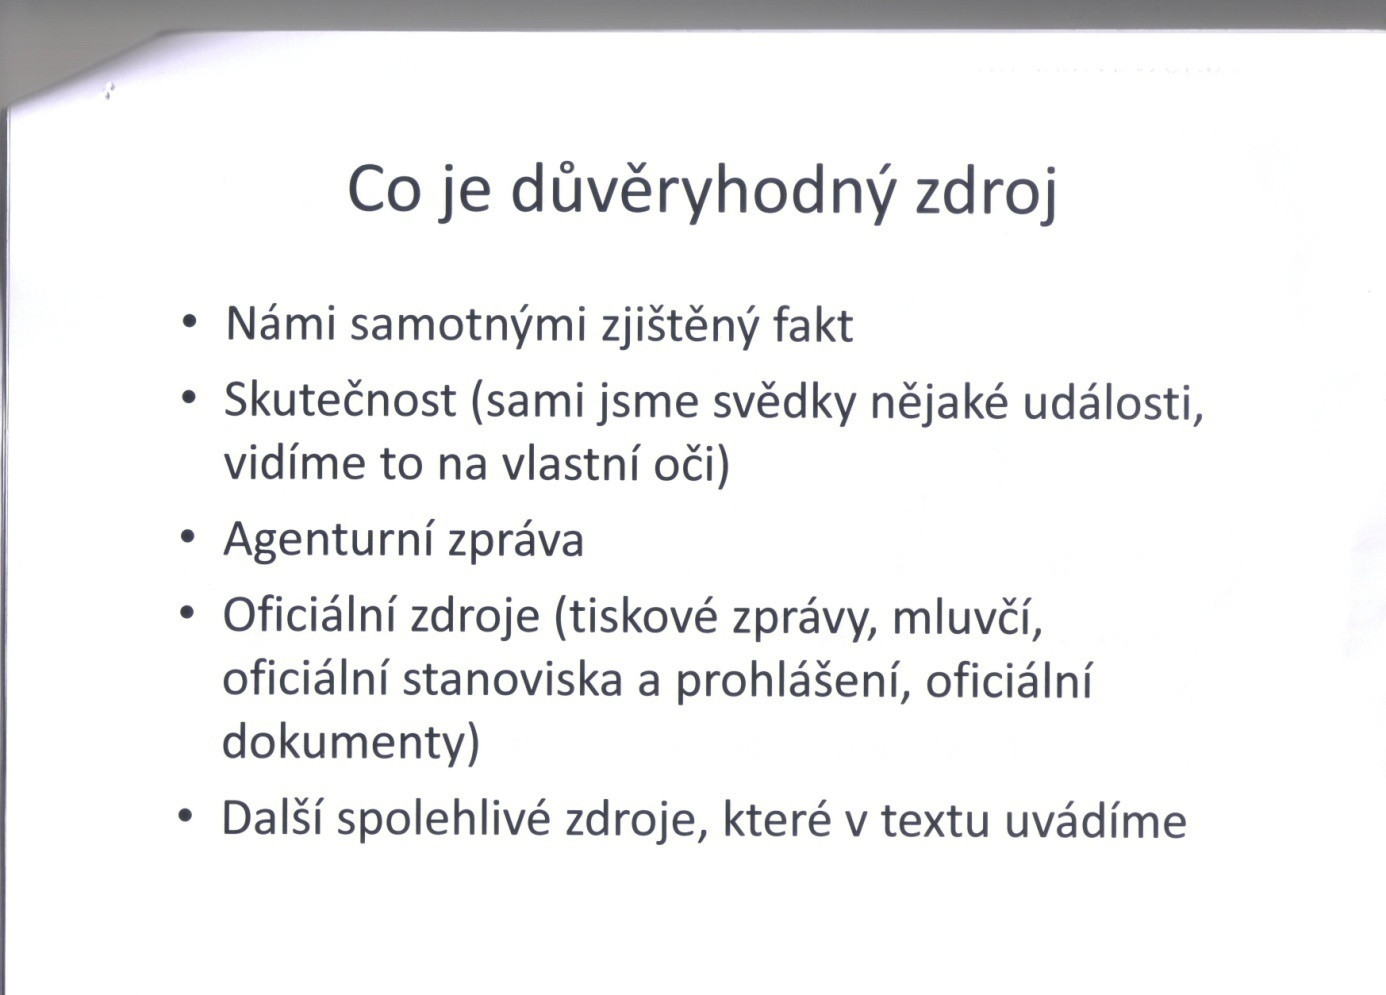 Co je důvěryhodný zdroj
• Námi samotnými zjištěný fakt
• Skutečnost (sami jsme svědky nějaké události,
vidíme to na vlastní oči)
• Agenturní zpráva
• Oficiální zdroje (tiskové zprávy, mluvčí,
oficiální stanoviska a prohlášení, oficiální
dokumenty)
• Další spolehlivé zdroje, které v textu uvádíme